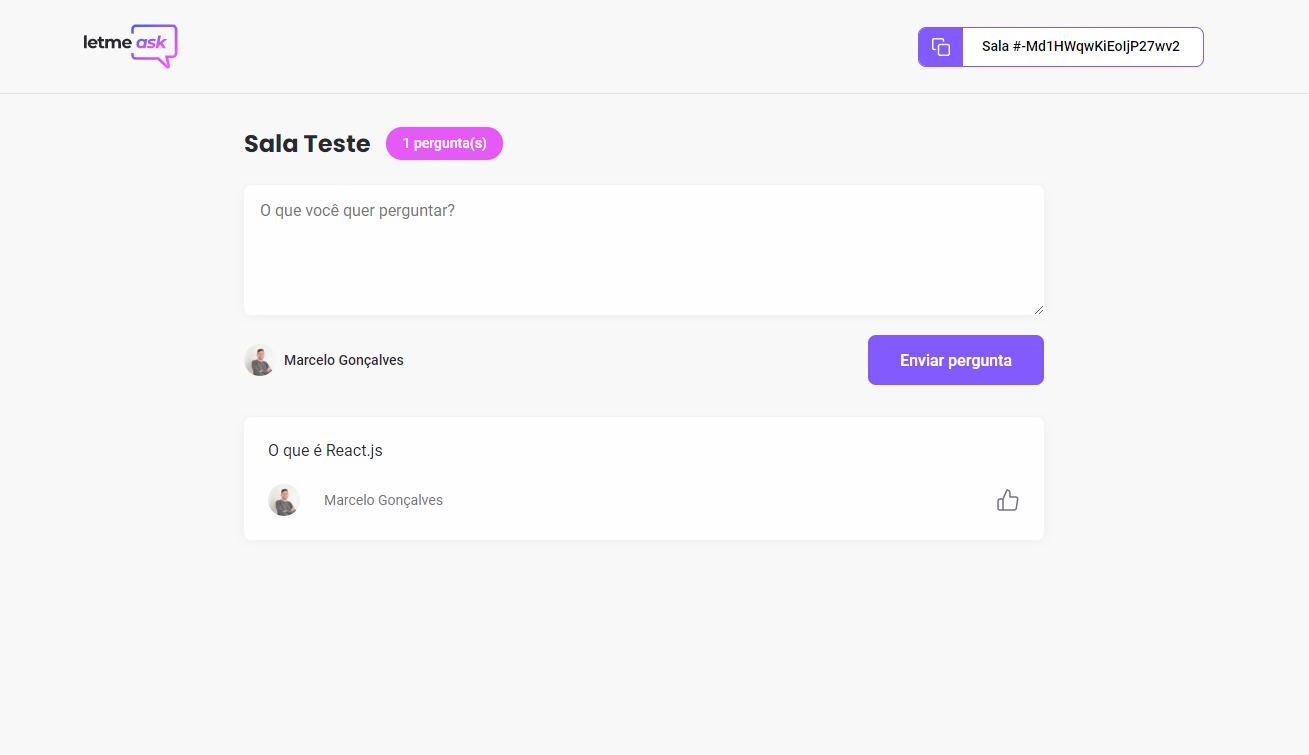 letme ask
Sala #-Md1HWqwKiEoIjP27wv2
Sala Teste
1 pergunta(s)
O que você quer perguntar?
Marcelo Gonçalves
Enviar pergunta
O que é React.js
Marcelo Gonçalves